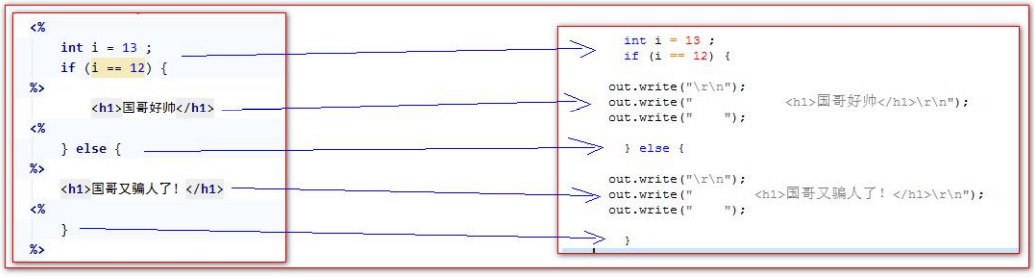 <%
int i = 13 ;
if (i == 12) {
%>
<h1>国哥好帅</h1>
<%
} else {
%>
<h1>国哥又骗人了！</h1>
<%
}
%>
int i = 13 ;
if (i == 12) {
out.write("\r\n");
out.write("            <h1>国哥好帅</h1>\r\n");
out.write("    ");
} else {
out.write("\r\n");
out.write("        <h1>国哥又骗人了！</h1>\r\n");
out.write("    ");
}